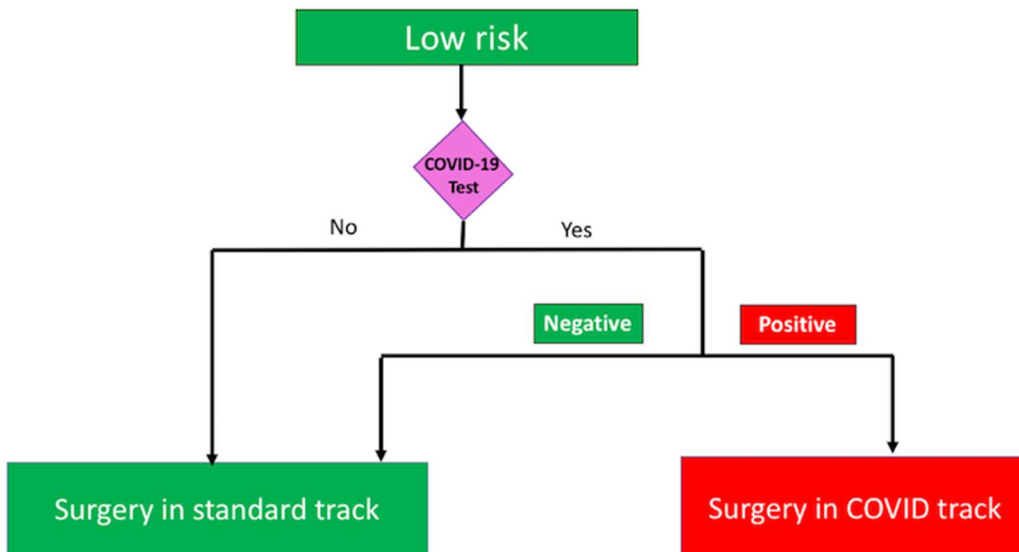 Low risk
COVID-19
Test
No
Yes
Negative
Positive
Surgery in standard track
Surgery in COVID track